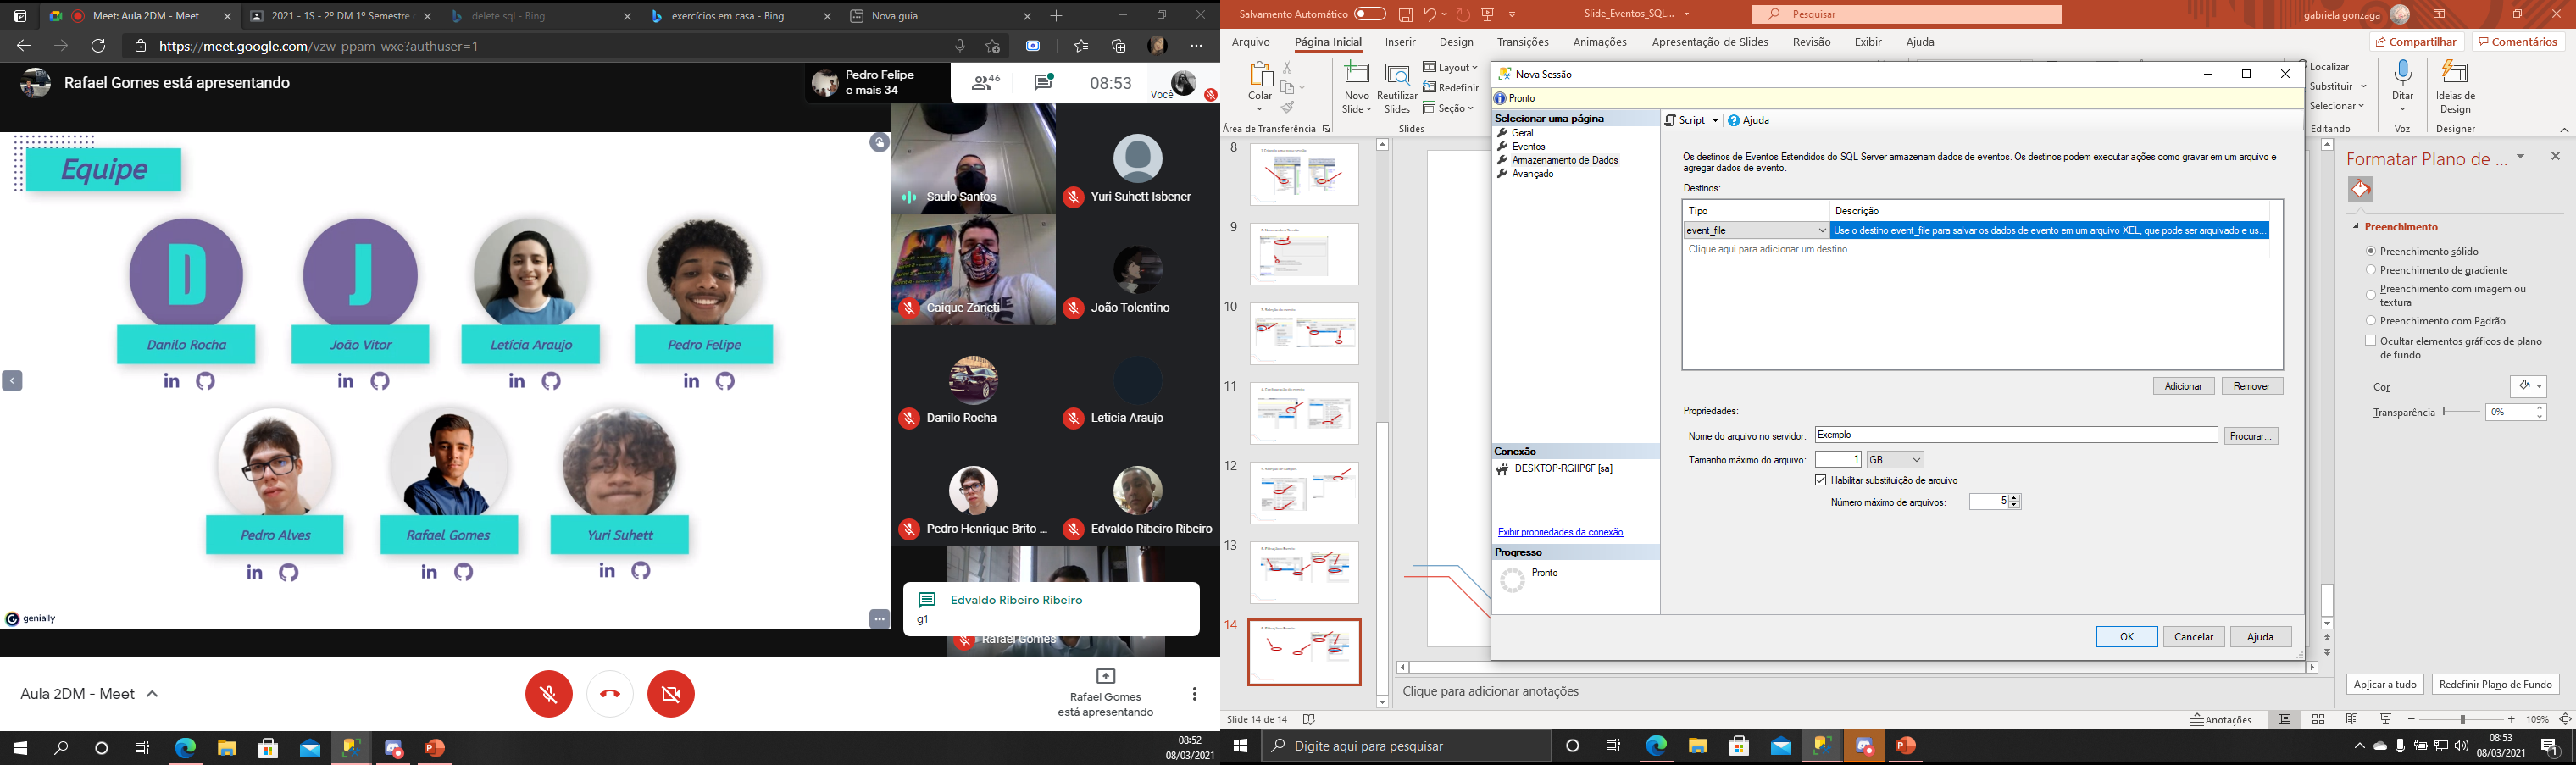 Meet: Aula 2DM - Meet
2021 - 1S - 2º DM 1º Semestre
delete sql - Bing
exercícios em casa - Bing
Nova guia
https://meet.google.com/vzw-ppam-wxe?authuser=1
Rafael Gomes está apresentando
Pedro Felipe
e mais 34
46
08:53
Você
Equipe
Danilo Rocha
João Vitor
Letícia Araujo
Pedro Felipe
Pedro Alves
Rafael Gomes
Yuri Suhett
genially
Saulo Santos
Yuri Suhett Isbener
Caique Zaneti
João Tolentino
Danilo Rocha
Letícia Araujo
Pedro Henrique Brito ...
Edvaldo Ribeiro Ribeiro
Edvaldo Ribeiro Ribeiro
g1
Rafael Gomes
Aula 2DM - Meet
Rafael Gomes
está apresentando
08:52
08/03/2021
Salvamento Automático
Slide_Eventos_SQL...
Pesquisar
gabriela gonzaga
Arquivo
Página Inicial
Inserir
Design
Transições
Animações
Apresentação de Slides
Revisão
Exibir
Ajuda
Compartilhar
Comentários
Colar
Novo
Slide
Reutilizar
Slides
Layout
Redefinir
Seção
Área de Transferência
Slides
Localizar
Substituir
Selecionar
Editando
Ditar
Voz
Ideias de
Design
Designer
8
9
10
11
12
13
14
Nova Sessão
Pronto
Selecionar uma página
Geral
Eventos
Armazenamento de Dados
Avançado
Script
Ajuda
Os destinos de Eventos Estendidos do SQL Server armazenam dados de eventos. Os destinos podem executar ações como gravar em um arquivo e
agregar dados de evento.
Destinos:
Tipo
Descrição
event_file
Use o destino event_file para salvar os dados de evento em um arquivo XEL, que pode ser arquivado e us...
Clique aqui para adicionar um destino
Adicionar
Remover
Propriedades:
Nome do arquivo no servidor:
Exemplo
Procurar...
Tamanho máximo do arquivo:
1
GB
Habilitar substituição de arquivo
Número máximo de arquivos:
5
Conexão
DESKTOP-RGIIP6F [sa]
Exibir propriedades da conexão
Progresso
Pronto
OK
Cancelar
Ajuda
Formatar Plano de ...
Preenchimento
Preenchimento sólido
Preenchimento de gradiente
Preenchimento com imagem ou
textura
Preenchimento com Padrão
Ocultar elementos gráficos de plano
de fundo
Cor
Transparência
0%
Aplicar a tudo
Redefinir Plano de Fundo
Clique para adicionar anotações
Slide 14 de 14
Anotações
109%
Digite aqui para pesquisar
08:53
08/03/2021
1